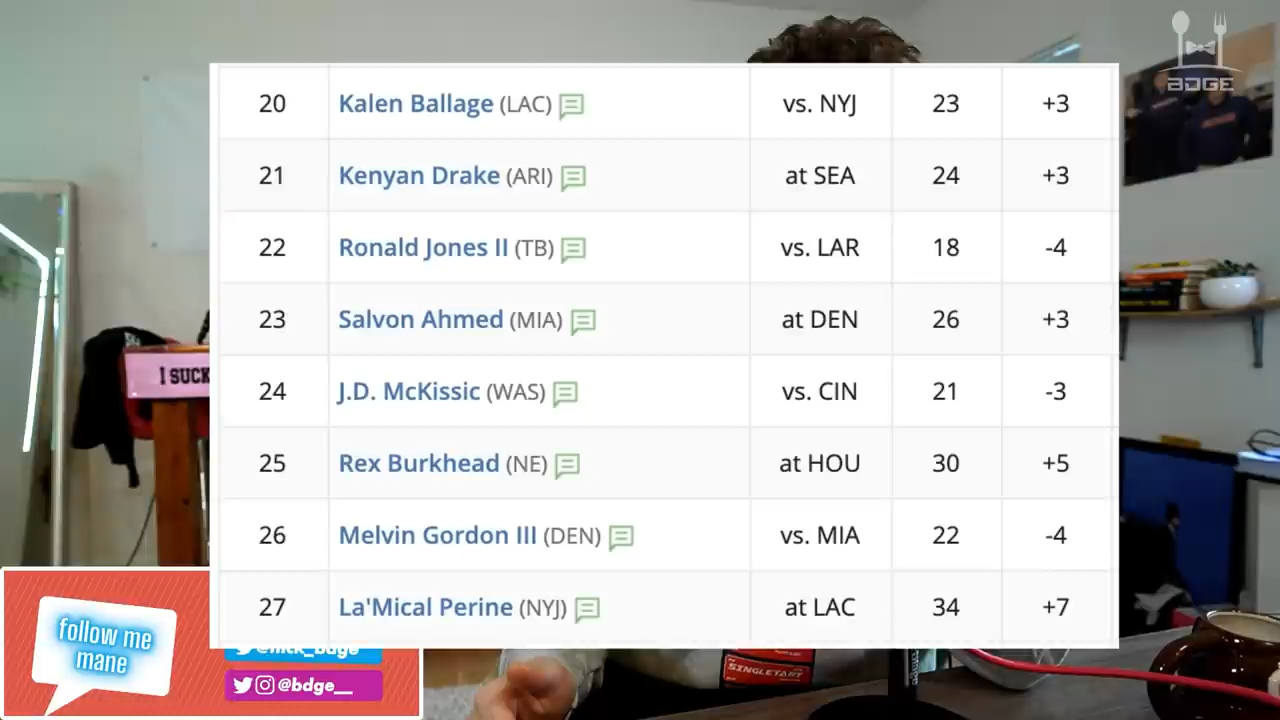 BDGE
20 Kalen Ballage (LAC) vs. NYJ 23 +3
21 Kenyan Drake (ARI) at SEA 24 +3
22 Ronald Jones II (TB) vs. LAR 18 -4
23 Salvon Ahmed (MIA) at DEN 26 +3
24 J.D. McKissic (WAS) vs. CIN 21 -3
25 Rex Burkhead (NE) at HOU 30 +5
26 Melvin Gordon III (DEN) vs. MIA 22 -4
27 La'Mical Perine (NYJ) at LAC 34 +7
I SUCK
follow me
mane
@nick_bdge
@bdge__
SINGLETARY